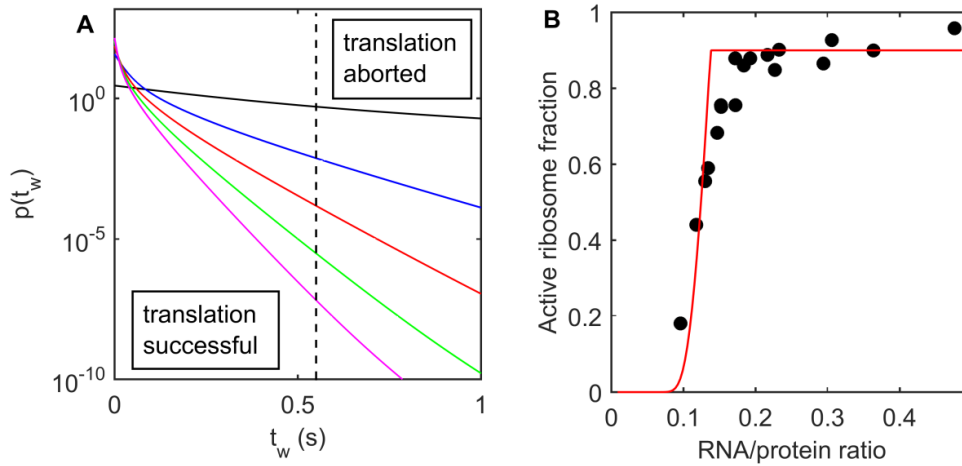 A
translation
aborted
translation
successful
10^0
10^-5
10^-10
p(t_w)
0
0.5
1
t_w (s)
B
1
0.8
0.6
0.4
0.2
0
Active ribosome fraction
0
0.1
0.2
0.3
0.4
RNA/protein ratio